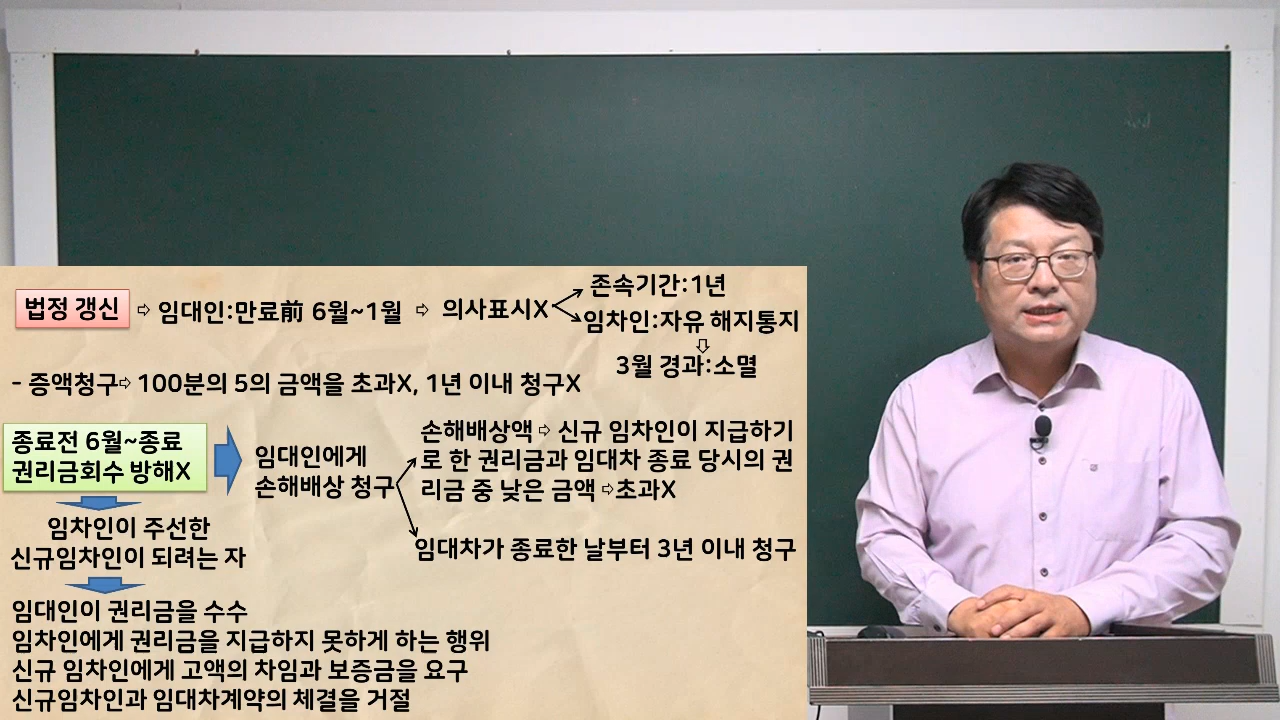 법정 갱신 ⇨ 임대인:만료前 6월~1월 ⇨ 의사표시X
존속기간:1년
임차인:자유 해지통지
3월 경과:소멸
- 증액청구⇨ 100분의 5의 금액을 초과X, 1년 이내 청구X
종료전 6월~종료
권리금회수 방해X
임대인에게
손해배상 청구
손해배상액 ⇨ 신규 임차인이 지급하기
로 한 권리금과 임대차 종료 당시의 권
리금 중 낮은 금액 ⇨초과X
임대차가 종료한 날부터 3년 이내 청구
임차인이 주선한
신규임차인이 되려는 자
임대인이 권리금을 수수
임차인에게 권리금을 지급하지 못하게 하는 행위
신규 임차인에게 고액의 차임과 보증금을 요구
신규임차인과 임대차계약의 체결을 거절